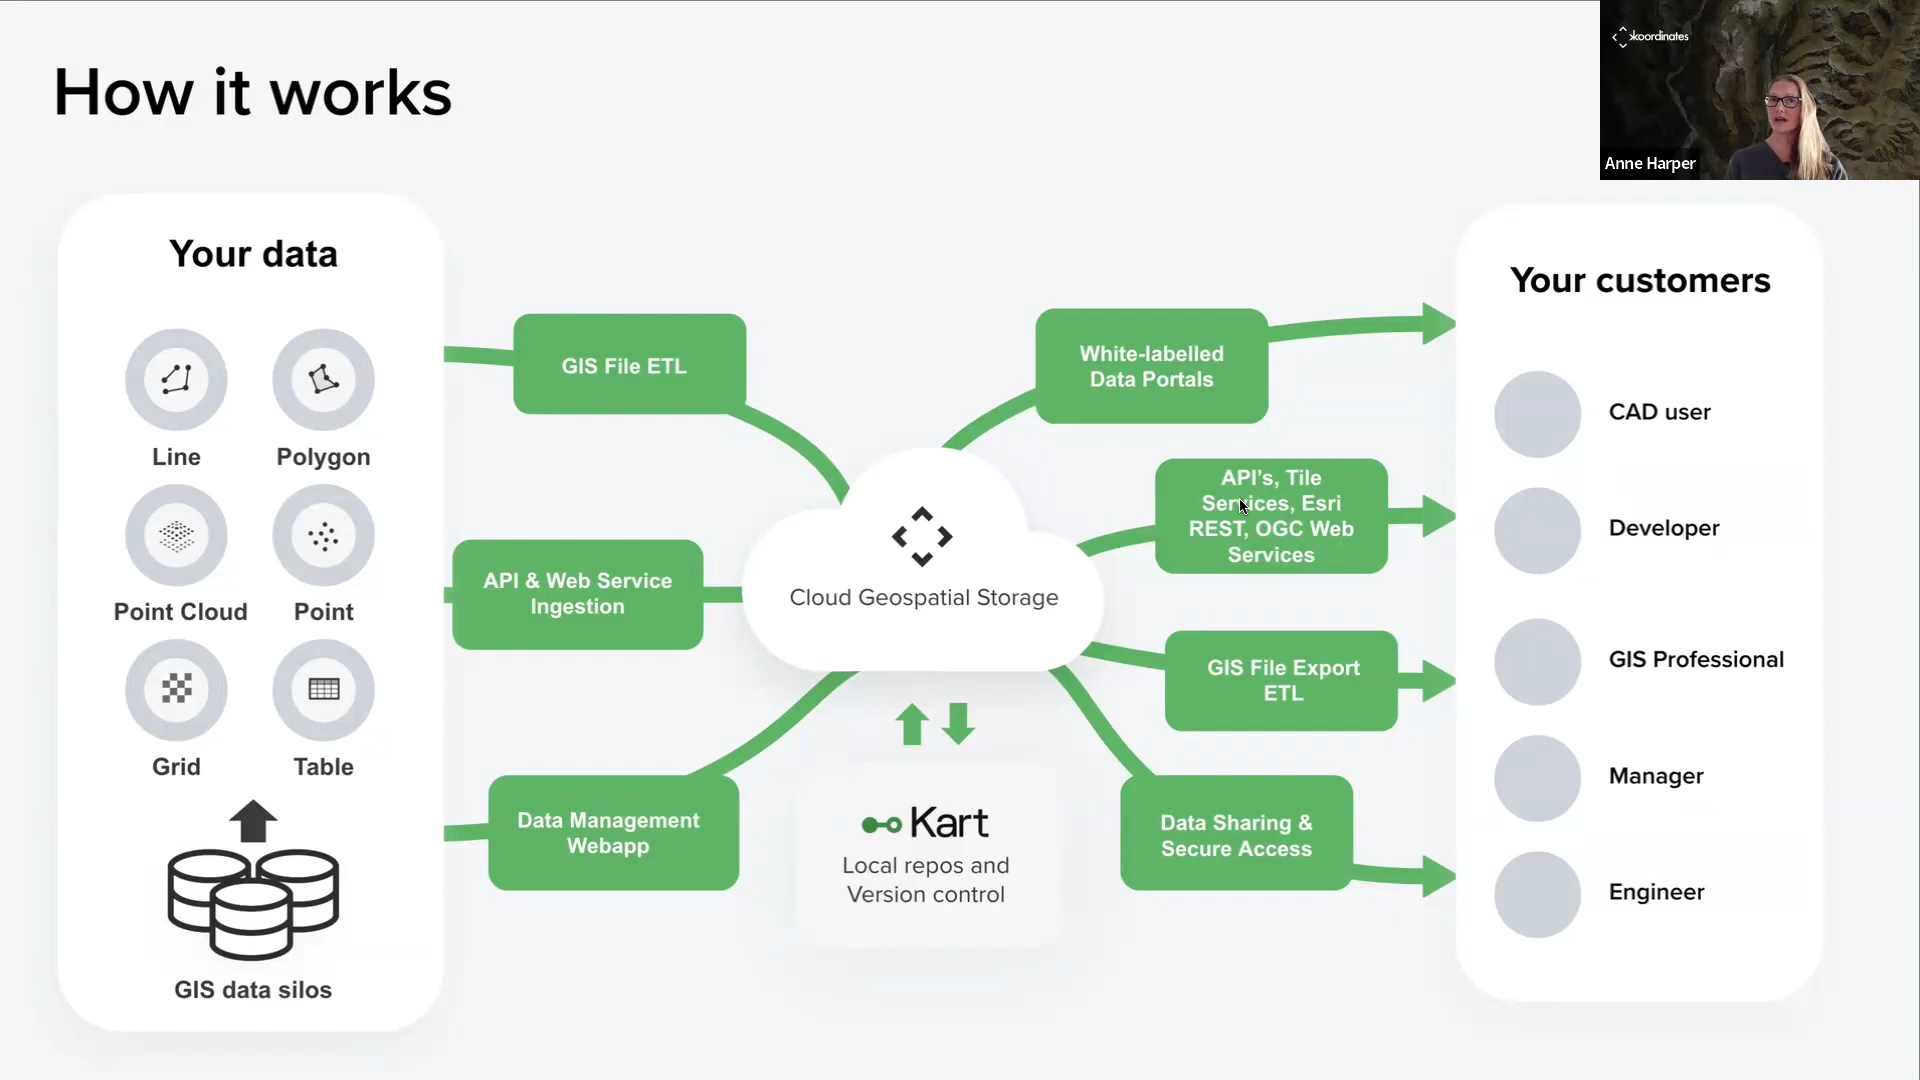 How it works
koordinates
Anne Harper
Your data
Line
Polygon
Point Cloud
Point
Grid
Table
GIS data silos
GIS File ETL
API & Web Service
Ingestion
Data Management
Webapp
Cloud Geospatial Storage
Kart
Local repos and
Version control
White-labelled
Data Portals
API's, Tile
Services, Esri
REST, OGC Web
Services
GIS File Export
ETL
Data Sharing &
Secure Access
Your customers
CAD user
Developer
GIS Professional
Manager
Engineer